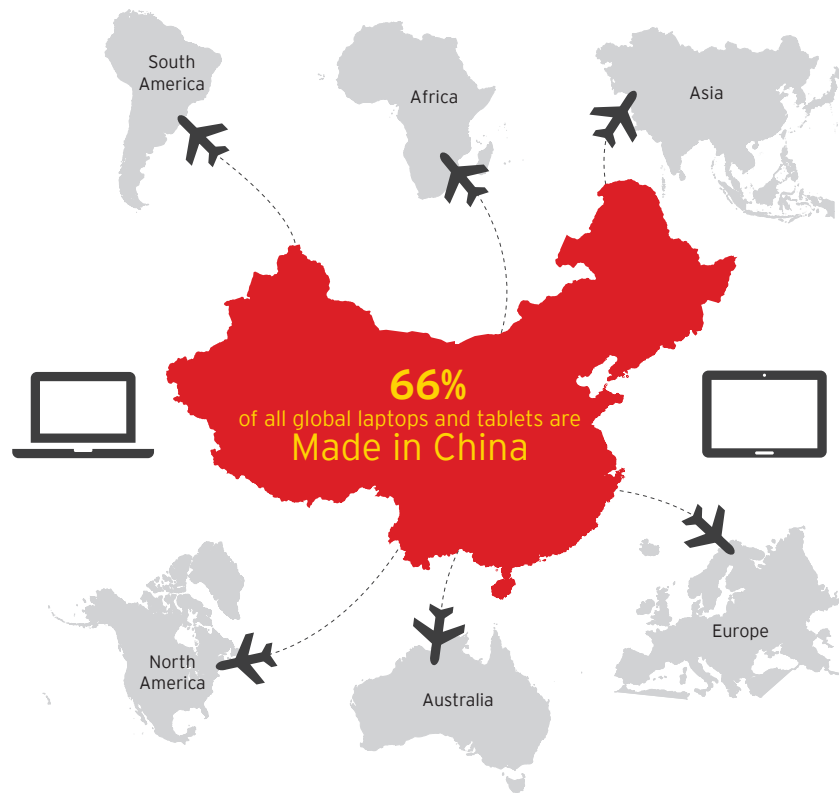 South
America
Africa
Asia
66%
of all global laptops and tablets are
Made in China
North
America
Australia
Europe